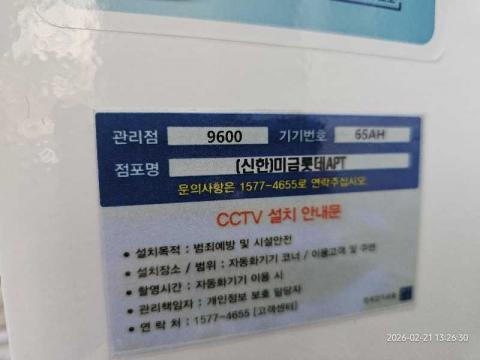 관리점 9600 기기번호 65AH
점포명 (신한)미금롯데APT
문의사항은 1577-4655로 연락주십시오
CCTV 설치 안내문
• 설치목적 : 범죄예방 및 시설안전
• 설치장소 / 범위 : 자동화기기 코너 / 이용고객 및 주변
• 촬영시간 : 자동화기기 이용 시
• 관리책임자 : 개인정보 보호 담당자
• 연 락 처 : 1577-4655 [고객센터]
2026-02-21 13:26:30